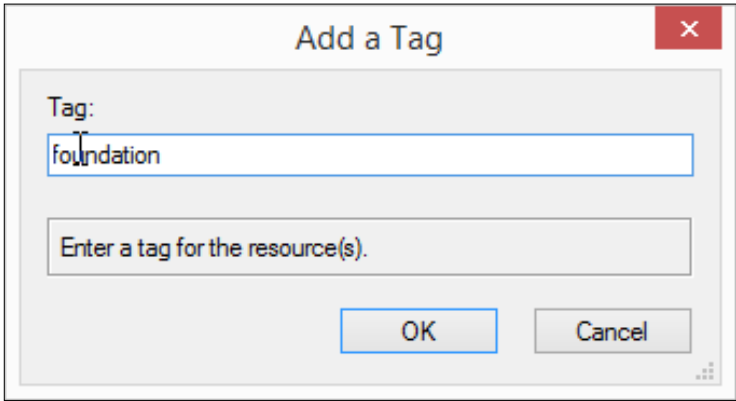 Add a Tag
Tag:
foundation
Enter a tag for the resource(s).
OK
Cancel